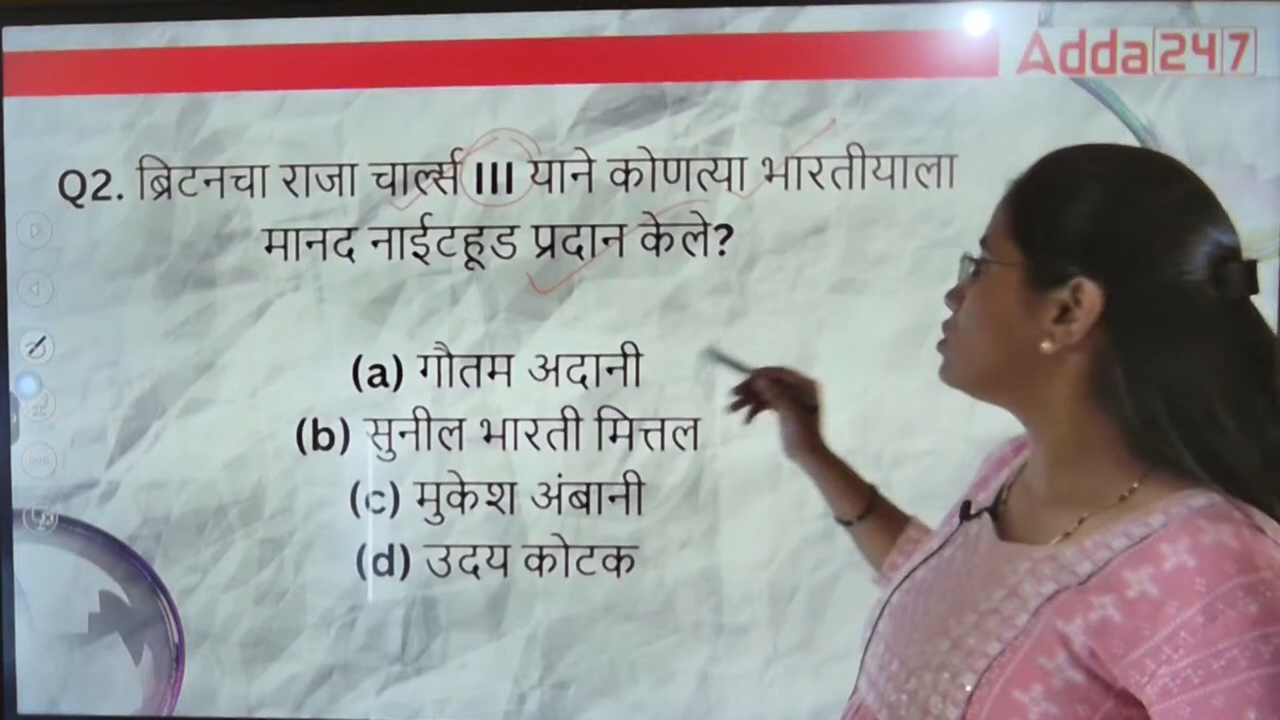 Adda247
Q2. ब्रिटनचा राजा चार्ल्स III याने कोणत्या भारतीयाला
मानद नाईटहूड प्रदान केले?
(a) गौतम अदानी
(b) सुनील भारती मित्तल
(c) मुकेश अंबानी
(d) उदय कोटक